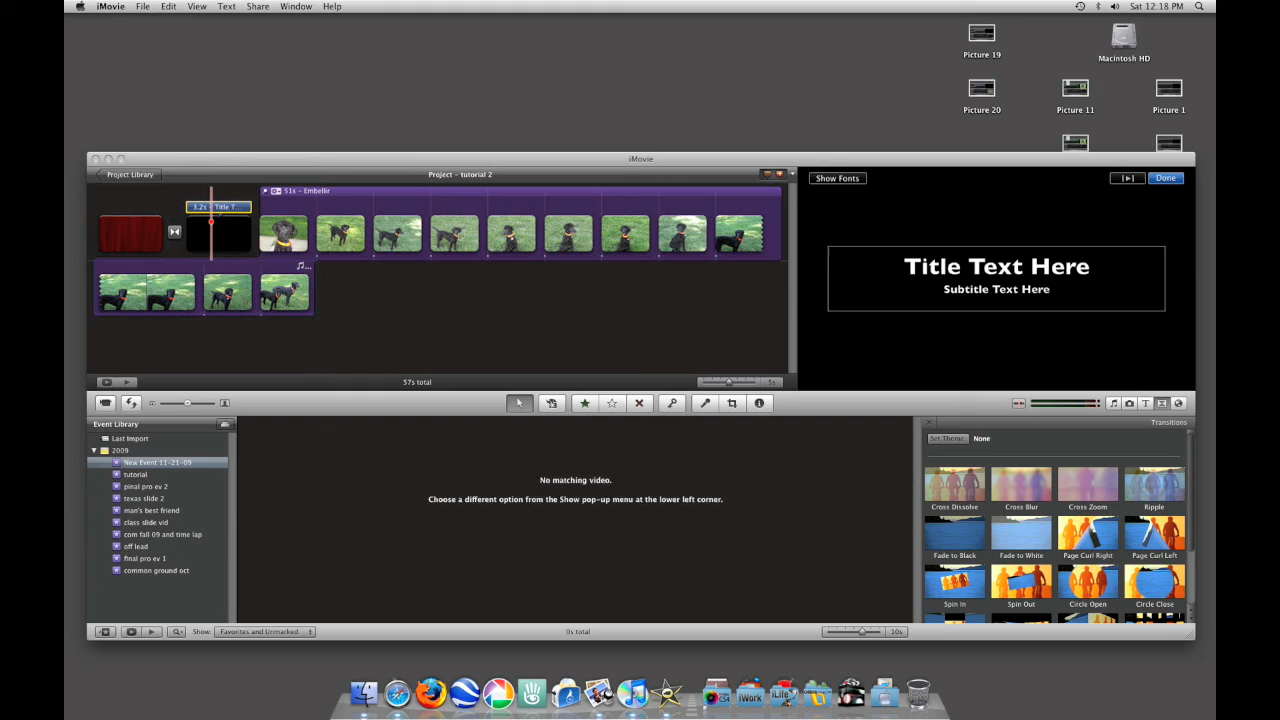 iMovie File Edit View Text Share Window Help
Sat 12:18 PM
Picture 19
Macintosh HD
Picture 20
Picture 11
Picture 1
iMovie
Project Library
Project - tutorial 2
Show Fonts
Done
3.2s - Title T...
51s - Embellir
Title Text Here
Subtitle Text Here
57s total
5s
Event Library
Last Import
2009
New Event 11-21-09
tutorial
pinal pro ev 2
texas slide 2
man's best friend
class slide vid
com fall 09 and time lap
off lead
final pro ev 1
common ground oct
No matching video.
Choose a different option from the Show pop-up menu at the lower left corner.
Transitions
Set Theme: None
Cross Dissolve
Cross Blur
Cross Zoom
Ripple
Fade to Black
Fade to White
Page Curl Right
Page Curl Left
Spin In
Spin Out
Circle Open
Circle Close
Show: Favorites and Unmarked
0s total
10s
iWork
iLife